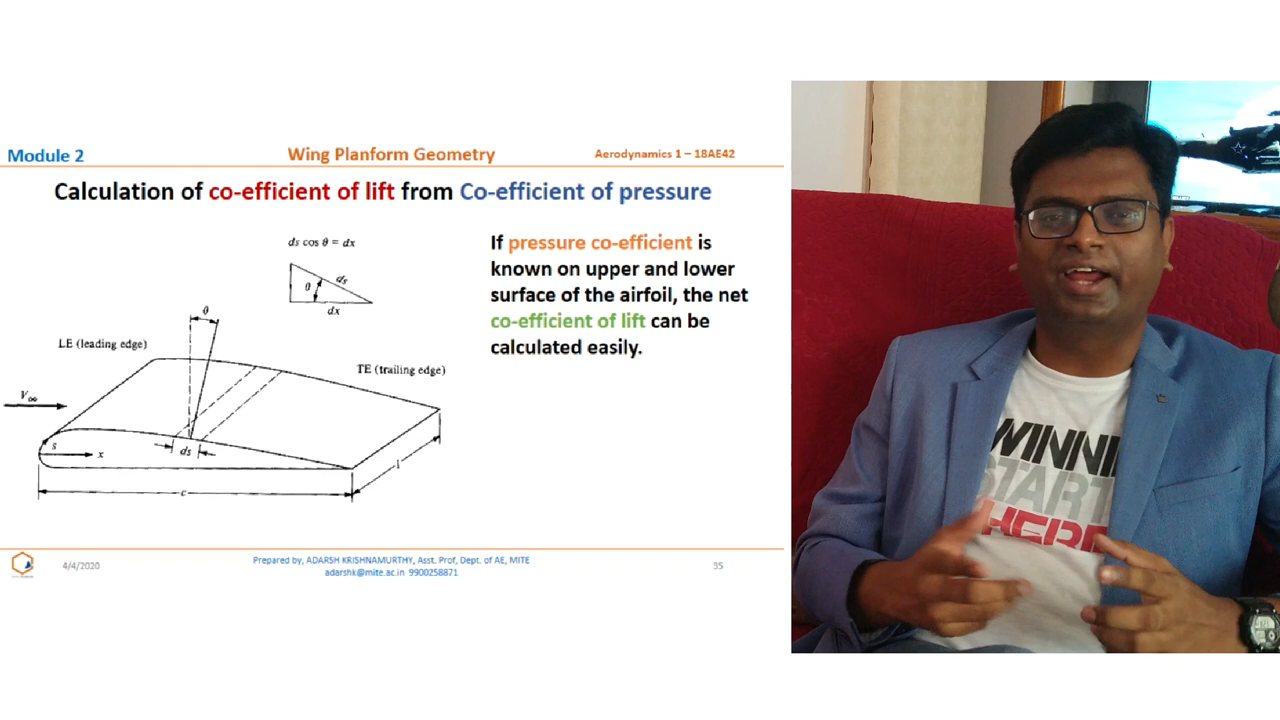 Module 2
Wing Planform Geometry
Aerodynamics 1 – 18AE42
Calculation of co-efficient of lift from Co-efficient of pressure
ds cos θ = dx
θ
ds
dx
If pressure co-efficient is
known on upper and lower
surface of the airfoil, the net
co-efficient of lift can be
calculated easily.
θ
LE (leading edge)
TE (trailing edge)
V∞
s
x
ds
l
c
WINNI
START
HERE
4/4/2020
Prepared by, ADARSH KRISHNAMURTHY, Asst. Prof, Dept. of AE, MITE
adarshk@mite.ac.in 9900258871
35